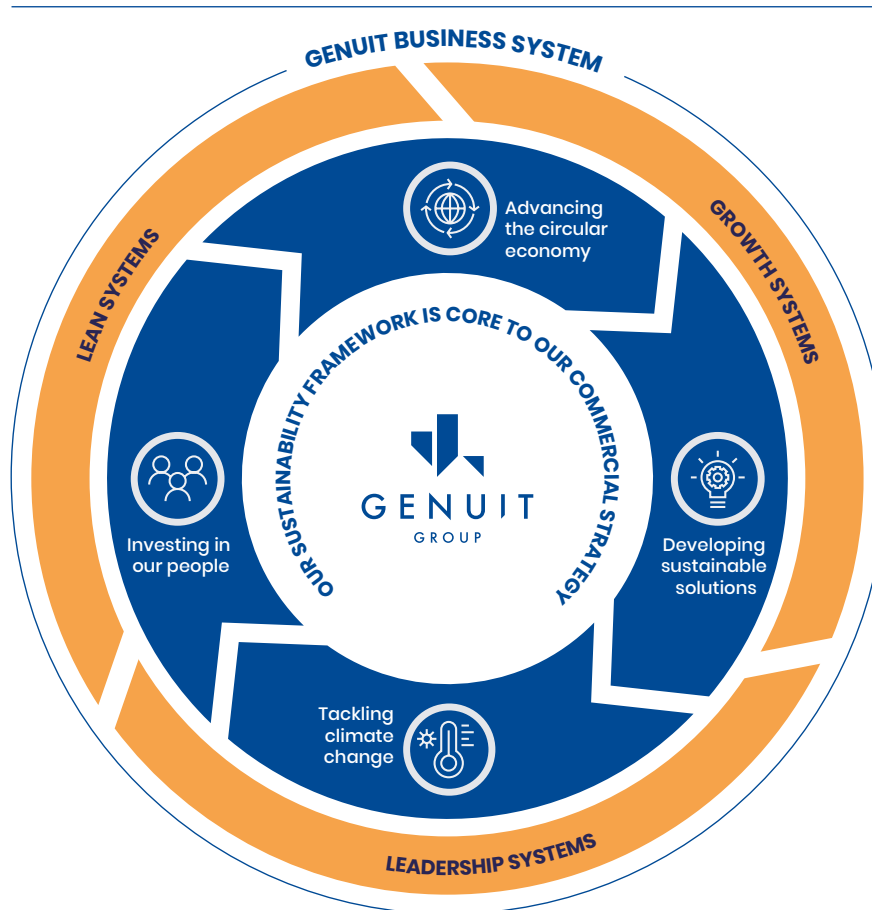 GENUIT BUSINESS SYSTEM
LEAN SYSTEMS
GROWTH SYSTEMS
LEADERSHIP SYSTEMS
Advancing
the circular
economy
Developing
sustainable
solutions
Tackling
climate
change
Investing in
our people
OUR SUSTAINABILITY FRAMEWORK IS CORE TO OUR COMMERCIAL STRATEGY
GENUIT
GROUP